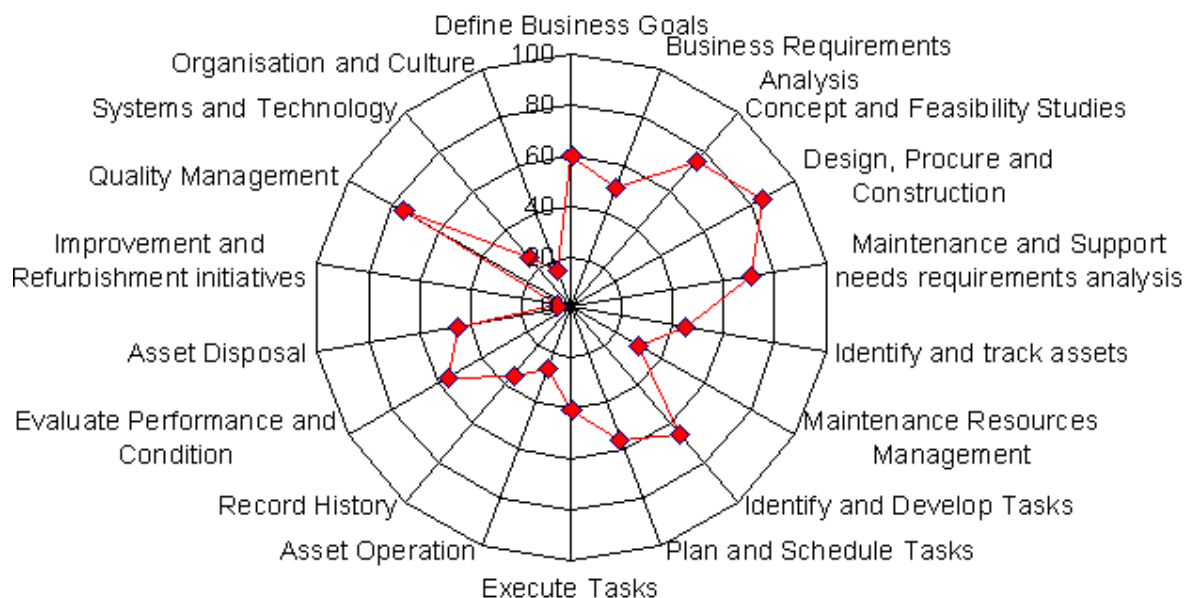 Define Business Goals
Business Requirements
Analysis
Concept and Feasibility Studies
Design, Procure and
Construction
Maintenance and Support
needs requirements analysis
Identify and track assets
Maintenance Resources
Management
Identify and Develop Tasks
Plan and Schedule Tasks
Execute Tasks
Asset Operation
Record History
Evaluate Performance and
Condition
Asset Disposal
Improvement and
Refurbishment initiatives
Quality Management
Systems and Technology
Organisation and Culture
100
80
60
40
20